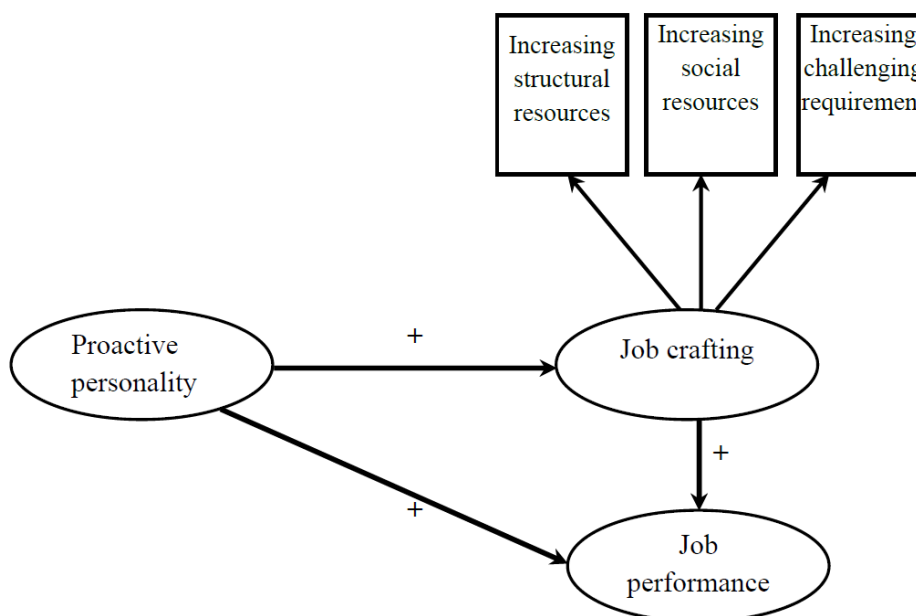 Increasing
structural
resources
Increasing
social
resources
Increasing
challenging
requiremen
+
Proactive
personality
Job crafting
+
+
Job
performance